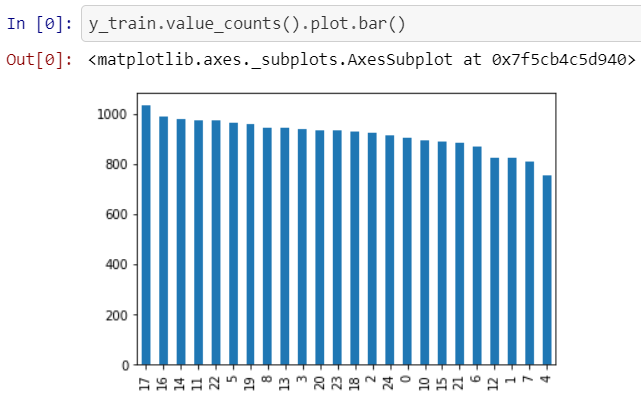 In [0]: y_train.value_counts().plot.bar()
Out[0]: <matplotlib.axes._subplots.AxesSubplot at 0x7f5cb4c5d940>
1000
800
600
400
200
0
17 16 14 11 22 5 19 8 13 3 20 23 18 2 24 0 10 15 21 6 12 1 7 4